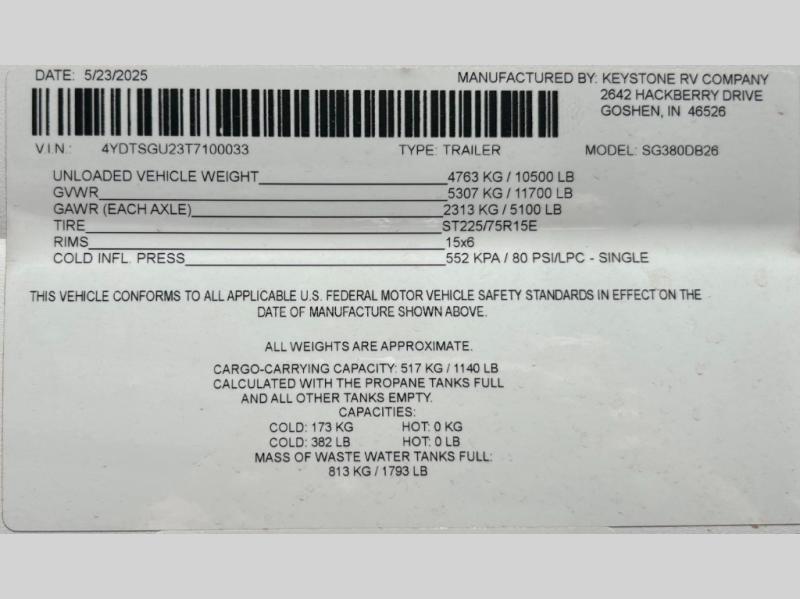 DATE: 5/23/2025
MANUFACTURED BY: KEYSTONE RV COMPANY
2642 HACKBERRY DRIVE
GOSHEN, IN 46526
V.I.N.: 4YDTSGU23T7100033 TYPE: TRAILER MODEL: SG380DB26
UNLOADED VEHICLE WEIGHT 4763 KG / 10500 LB
GVWR 5307 KG / 11700 LB
GAWR (EACH AXLE) 2313 KG / 5100 LB
TIRE ST225/75R15E
RIMS 15x6
COLD INFL. PRESS 552 KPA / 80 PSI/LPC - SINGLE
THIS VEHICLE CONFORMS TO ALL APPLICABLE U.S. FEDERAL MOTOR VEHICLE SAFETY STANDARDS IN EFFECT ON THE
DATE OF MANUFACTURE SHOWN ABOVE.
ALL WEIGHTS ARE APPROXIMATE.
CARGO-CARRYING CAPACITY: 517 KG / 1140 LB
CALCULATED WITH THE PROPANE TANKS FULL
AND ALL OTHER TANKS EMPTY.
CAPACITIES:
COLD: 173 KG HOT: 0 KG
COLD: 382 LB HOT: 0 LB
MASS OF WASTE WATER TANKS FULL:
813 KG / 1793 LB